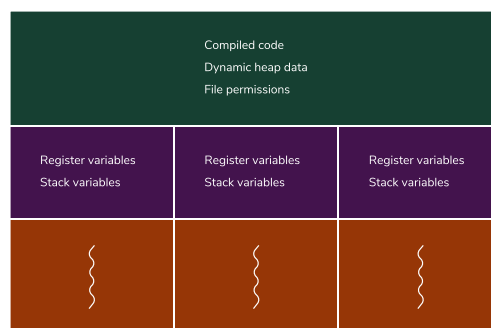 Compiled code
Dynamic heap data
File permissions
Register variables
Stack variables
Register variables
Stack variables
Register variables
Stack variables